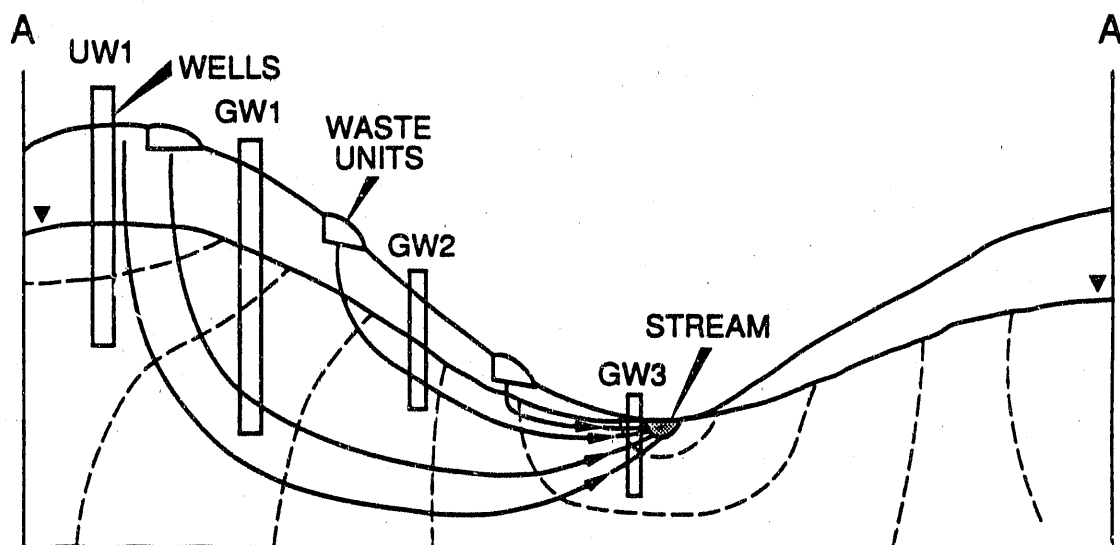 A
A
UW1
WELLS
GW1
WASTE
UNITS
GW2
STREAM
GW3